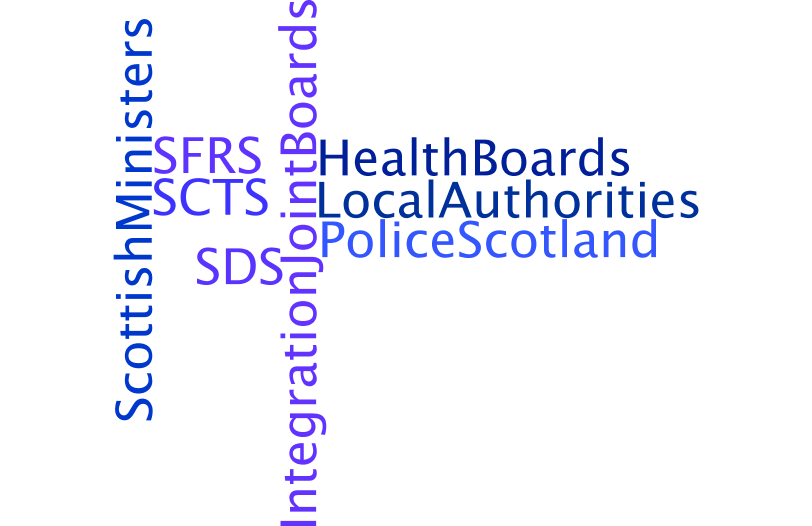 ScottishMinisters
SFRS
SCTS
SDS
IntegrationJointBoards
HealthBoards
LocalAuthorities
PoliceScotland